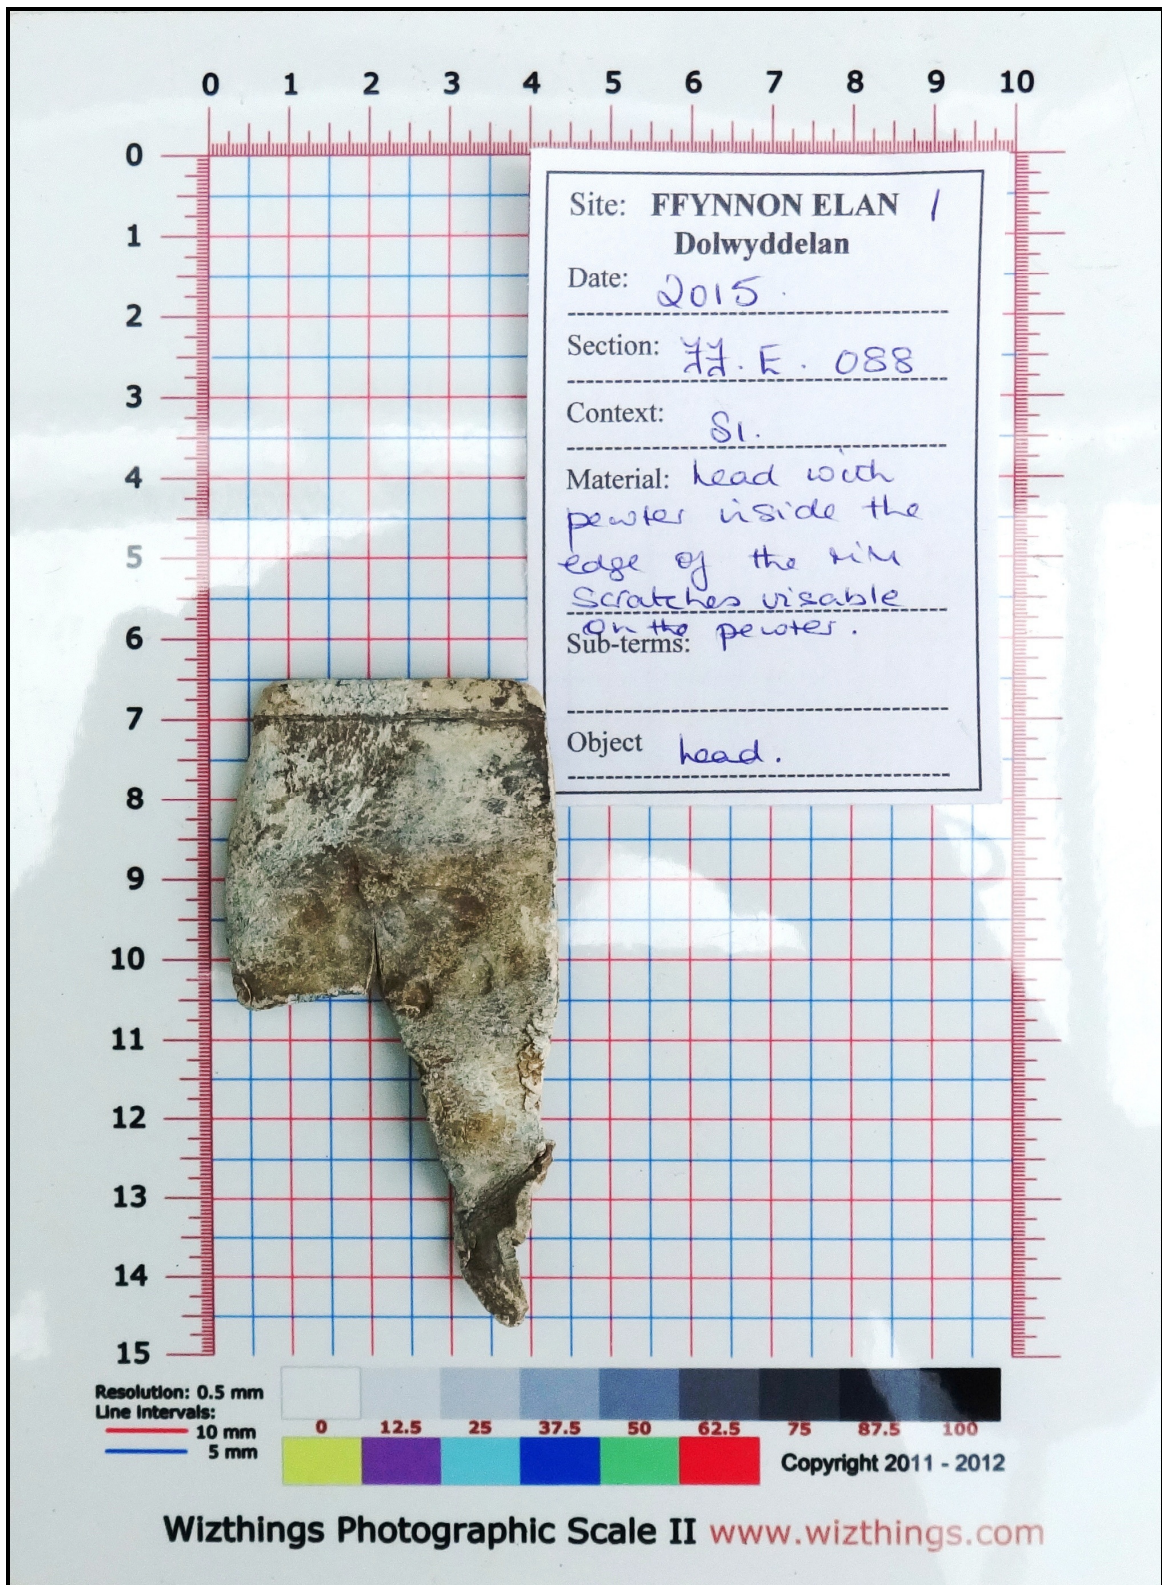 0 1 2 3 4 5 6 7 8 9 10
0
1
2
3
4
5
6
7
8
9
10
11
12
13
14
15
Site: FFYNNON ELAN 1
Dolwyddelan
Date: 2015.
Section: FF. E. 088
Context: S1.
Material: Lead with
pewter inside the
edge of the rim
Scratches visable
on the pewter.
Sub-terms:
Object Lead.
Resolution: 0.5 mm
Line Intervals:
10 mm
5 mm
0 12.5 25 37.5 50 62.5 75 87.5 100
Copyright 2011 - 2012
Wizthings Photographic Scale II www.wizthings.com